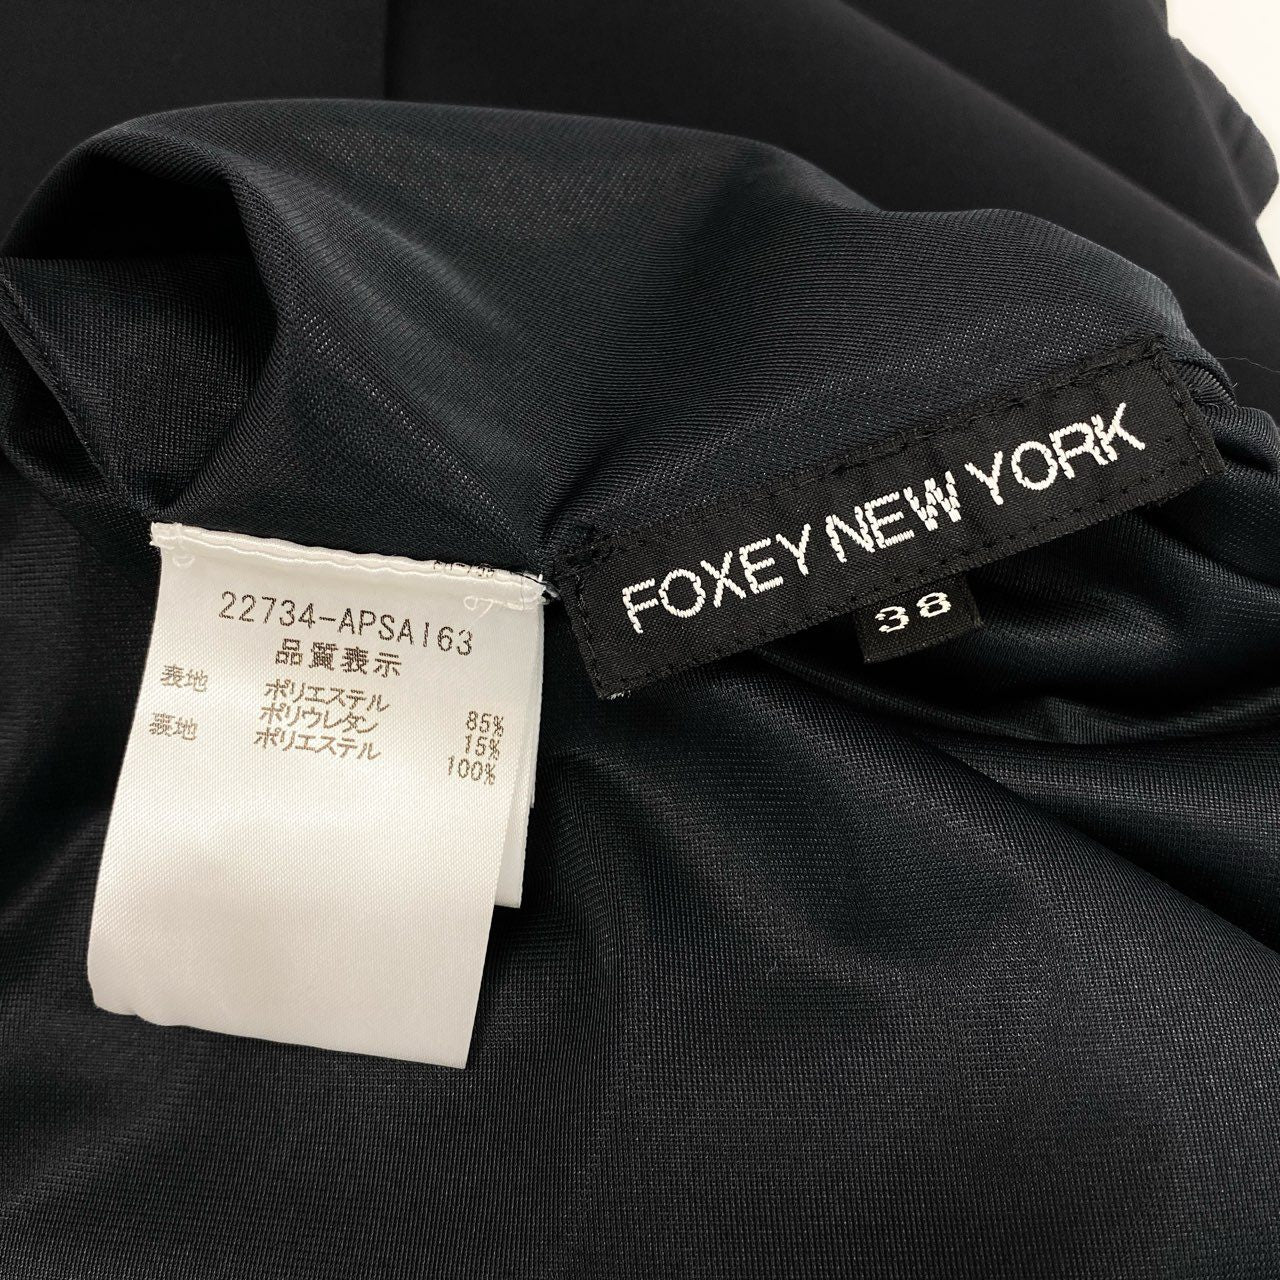 FOXEY NEW YORK
38
22734-APSAI63
品質表示
表地 ポリエステル 85%
ポリウレタン 15%
裏地 ポリエステル 100%